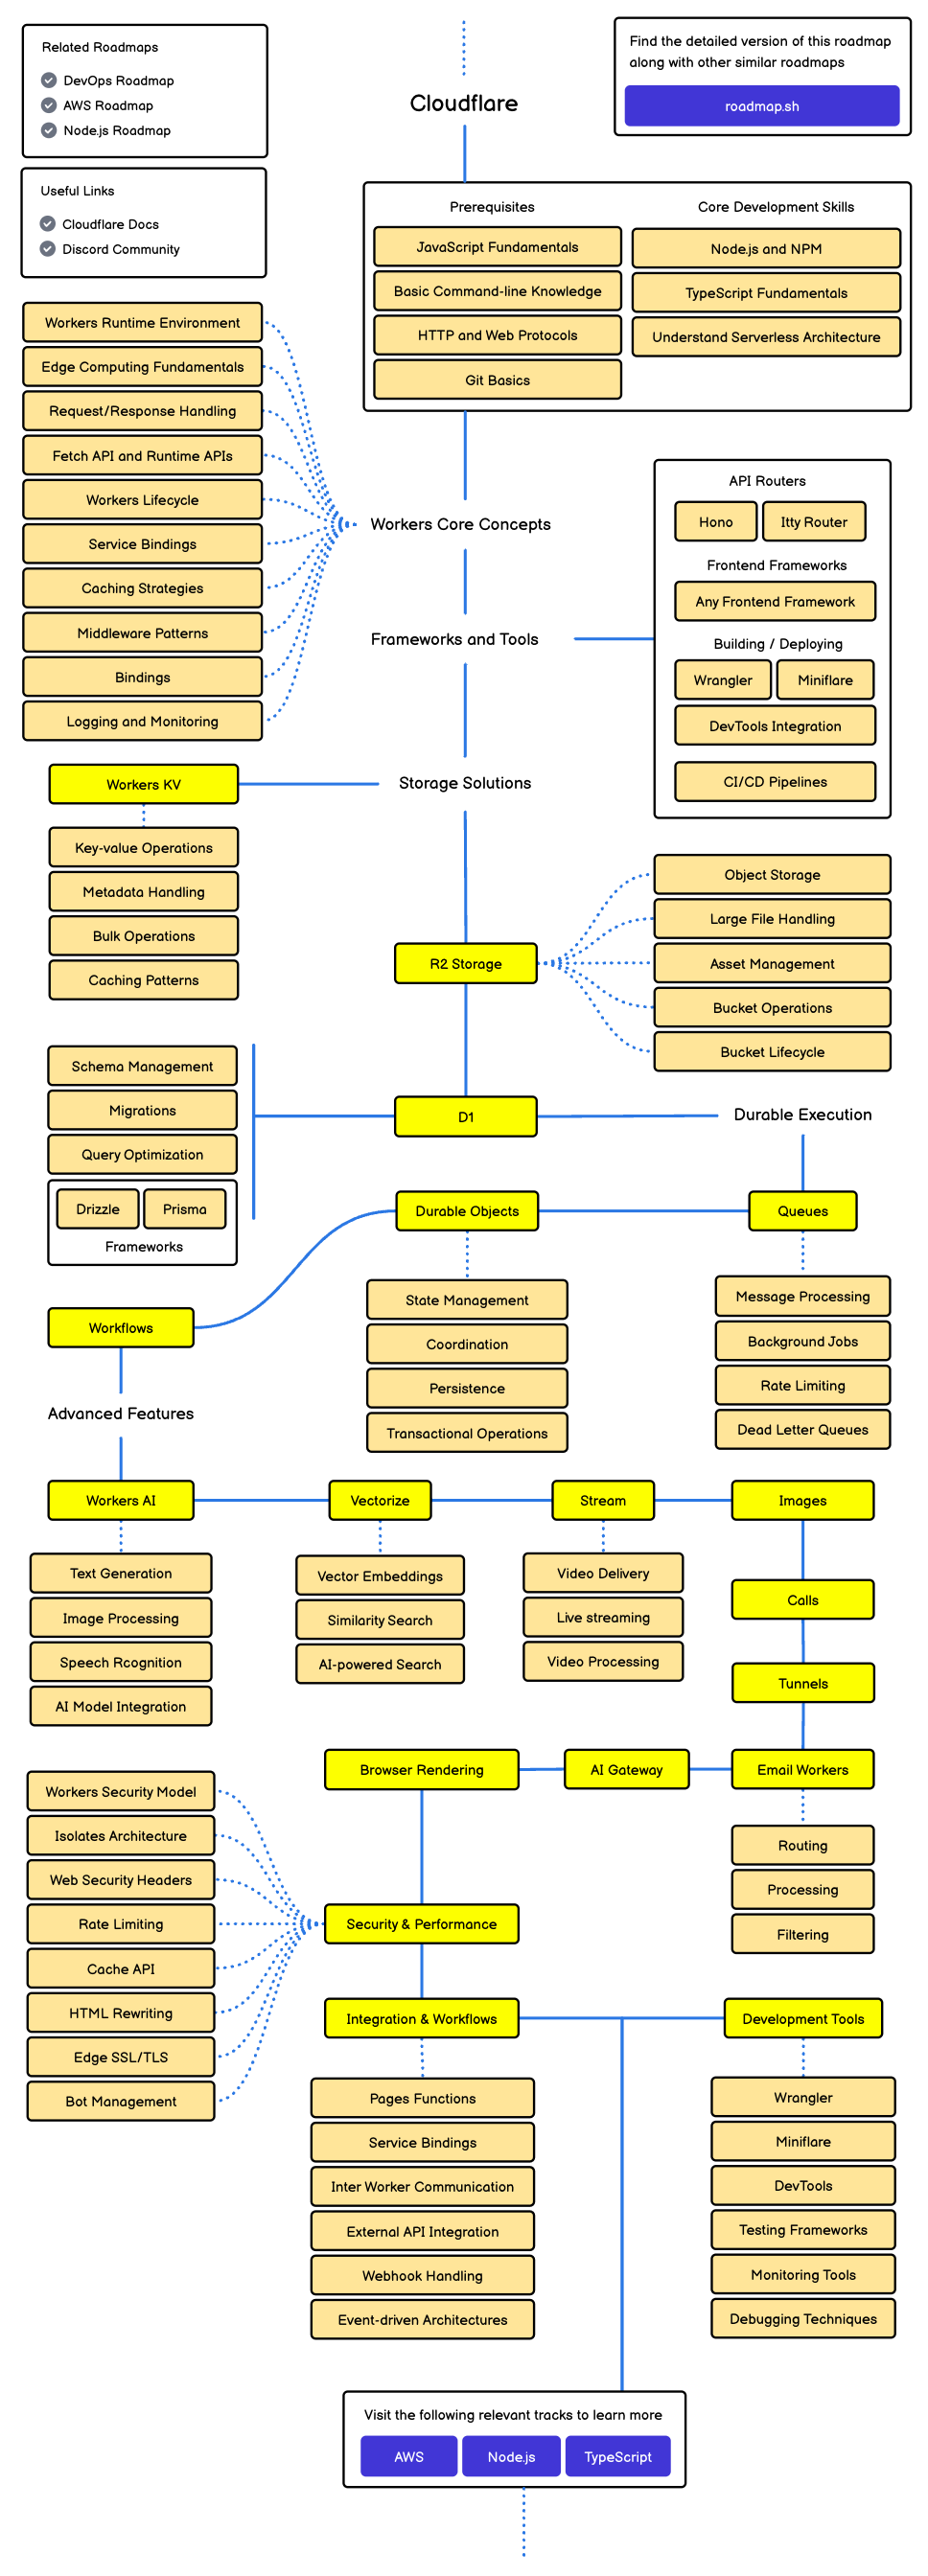 Related Roadmaps
DevOps Roadmap
AWS Roadmap
Node.js Roadmap
Useful Links
Cloudflare Docs
Discord Community
Cloudflare
Find the detailed version of this roadmap
along with other similar roadmaps
roadmap.sh
Prerequisites
JavaScript Fundamentals
Basic Command-line Knowledge
HTTP and Web Protocols
Git Basics
Core Development Skills
Node.js and NPM
TypeScript Fundamentals
Understand Serverless Architecture
Workers Runtime Environment
Edge Computing Fundamentals
Request/Response Handling
Fetch API and Runtime APIs
Workers Lifecycle
Service Bindings
Caching Strategies
Middleware Patterns
Bindings
Logging and Monitoring
Workers Core Concepts
Frameworks and Tools
API Routers
Hono
Itty Router
Frontend Frameworks
Any Frontend Framework
Building / Deploying
Wrangler
Miniflare
DevTools Integration
CI/CD Pipelines
Storage Solutions
Workers KV
Key-value Operations
Metadata Handling
Bulk Operations
Caching Patterns
R2 Storage
Object Storage
Large File Handling
Asset Management
Bucket Operations
Bucket Lifecycle
D1
Schema Management
Migrations
Query Optimization
Drizzle
Prisma
Frameworks
Durable Execution
Queues
Message Processing
Background Jobs
Rate Limiting
Dead Letter Queues
Durable Objects
State Management
Coordination
Persistence
Transactional Operations
Workflows
Advanced Features
Workers AI
Text Generation
Image Processing
Speech Rcognition
AI Model Integration
Vectorize
Vector Embeddings
Similarity Search
AI-powered Search
Stream
Video Delivery
Live streaming
Video Processing
Images
Calls
Tunnels
Email Workers
Routing
Processing
Filtering
AI Gateway
Browser Rendering
Security & Performance
Workers Security Model
Isolates Architecture
Web Security Headers
Rate Limiting
Cache API
HTML Rewriting
Edge SSL/TLS
Bot Management
Integration & Workflows
Pages Functions
Service Bindings
Inter Worker Communication
External API Integration
Webhook Handling
Event-driven Architectures
Development Tools
Wrangler
Miniflare
DevTools
Testing Frameworks
Monitoring Tools
Debugging Techniques
Visit the following relevant tracks to learn more
AWS
Node.js
TypeScript